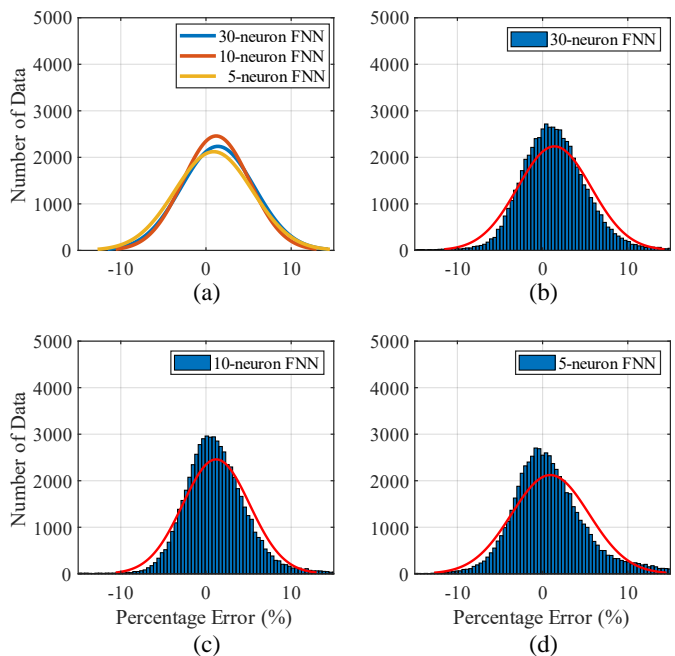 5000
4000
3000
2000
1000
0
Number of Data
30-neuron FNN
10-neuron FNN
5-neuron FNN
-10
0
10
(a)
5000
4000
3000
2000
1000
0
30-neuron FNN
-10
0
10
(b)
5000
4000
3000
2000
1000
0
Number of Data
10-neuron FNN
-10
0
10
Percentage Error (%)
(c)
5000
4000
3000
2000
1000
0
5-neuron FNN
-10
0
10
Percentage Error (%)
(d)